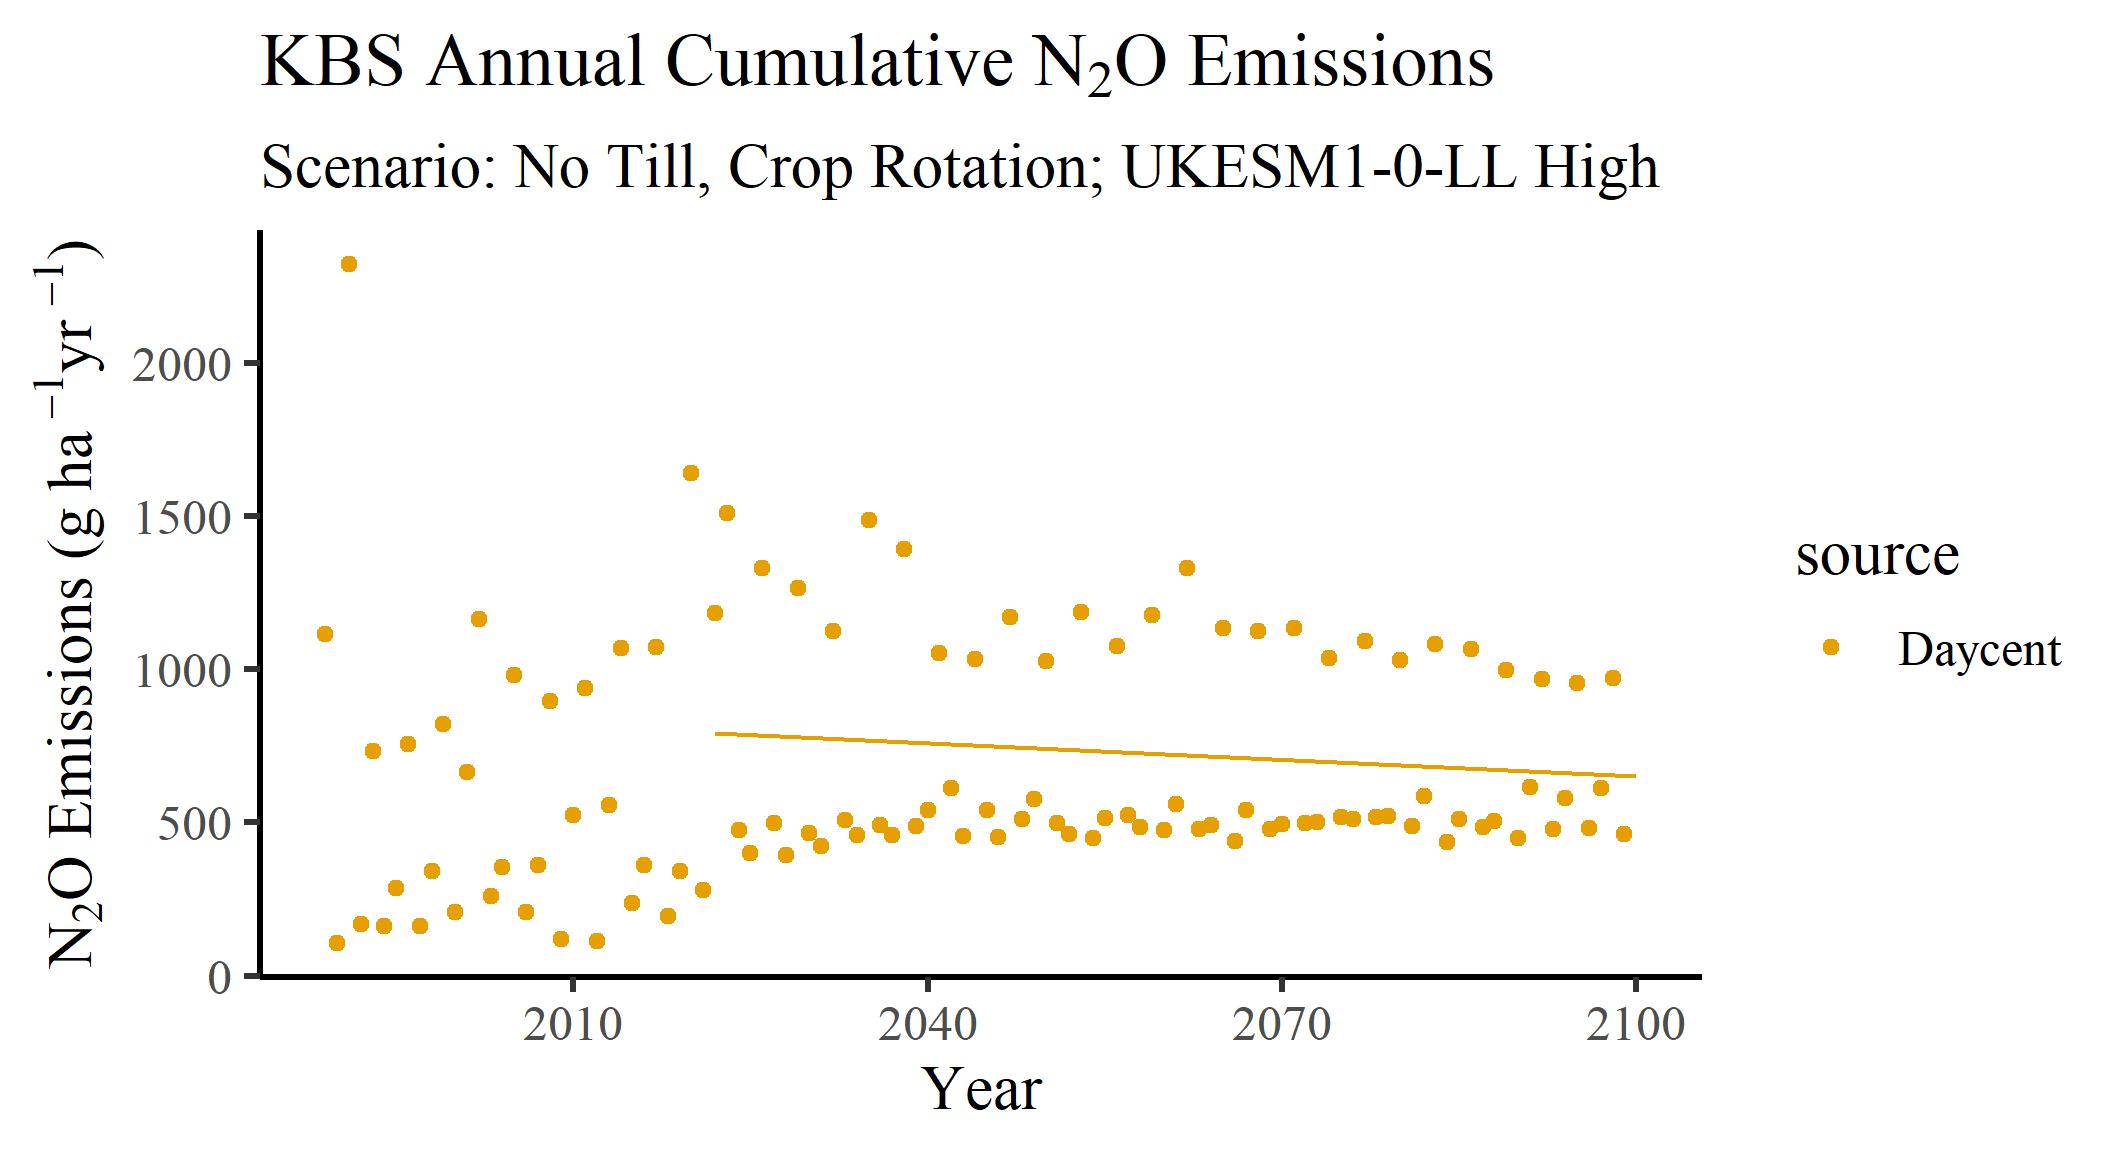 KBS Annual Cumulative N₂O Emissions
Scenario: No Till, Crop Rotation; UKESM1-0-LL High
N₂O Emissions (g ha⁻¹yr⁻¹)
2000
1500
1000
500
0
2010 2040 2070 2100
Year
source
Daycent